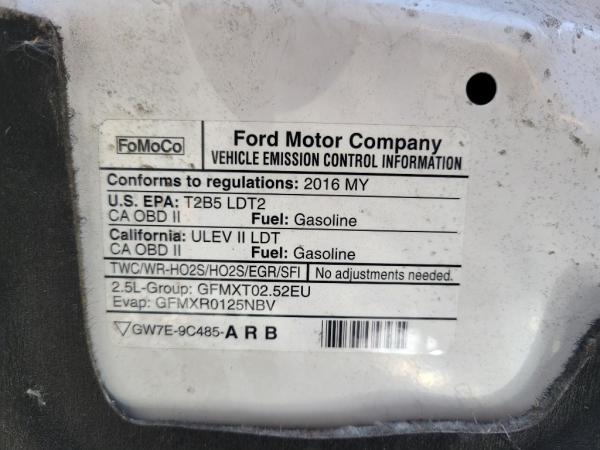 FoMoCo
Ford Motor Company
VEHICLE EMISSION CONTROL INFORMATION
Conforms to regulations: 2016 MY
U.S. EPA: T2B5 LDT2
CA OBD II Fuel: Gasoline
California: ULEV II LDT
CA OBD II Fuel: Gasoline
TWC/WR-HO2S/HO2S/EGR/SFI No adjustments needed.
2.5L-Group: GFMXT02.52EU
Evap: GFMXR0125NBV
GW7E-9C485-A R B